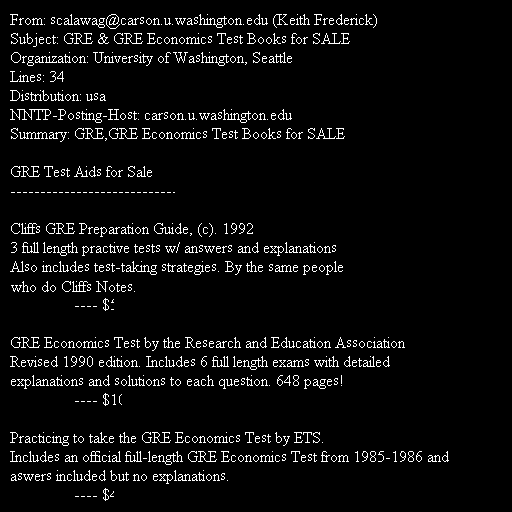 From: scalawag@carson.u.washington.edu (Keith Frederick)
Subject: GRE & GRE Economics Test Books for SALE
Organization: University of Washington, Seattle
Lines: 34
Distribution: usa
NNTP-Posting-Host: carson.u.washington.edu
Summary: GRE,GRE Economics Test Books for SALE

GRE Test Aids for Sale
----------------------------

Cliffs GRE Preparation Guide, (c). 1992
3 full length practive tests w/ answers and explanations
Also includes test-taking strategies. By the same people
who do Cliffs Notes.
---- $

GRE Economics Test by the Research and Education Association
Revised 1990 edition. Includes 6 full length exams with detailed
explanations and solutions to each question. 648 pages!
---- $10

Practicing to take the GRE Economics Test by ETS.
Includes an official full-length GRE Economics Test from 1985-1986 and
aswers included but no explanations.
---- $